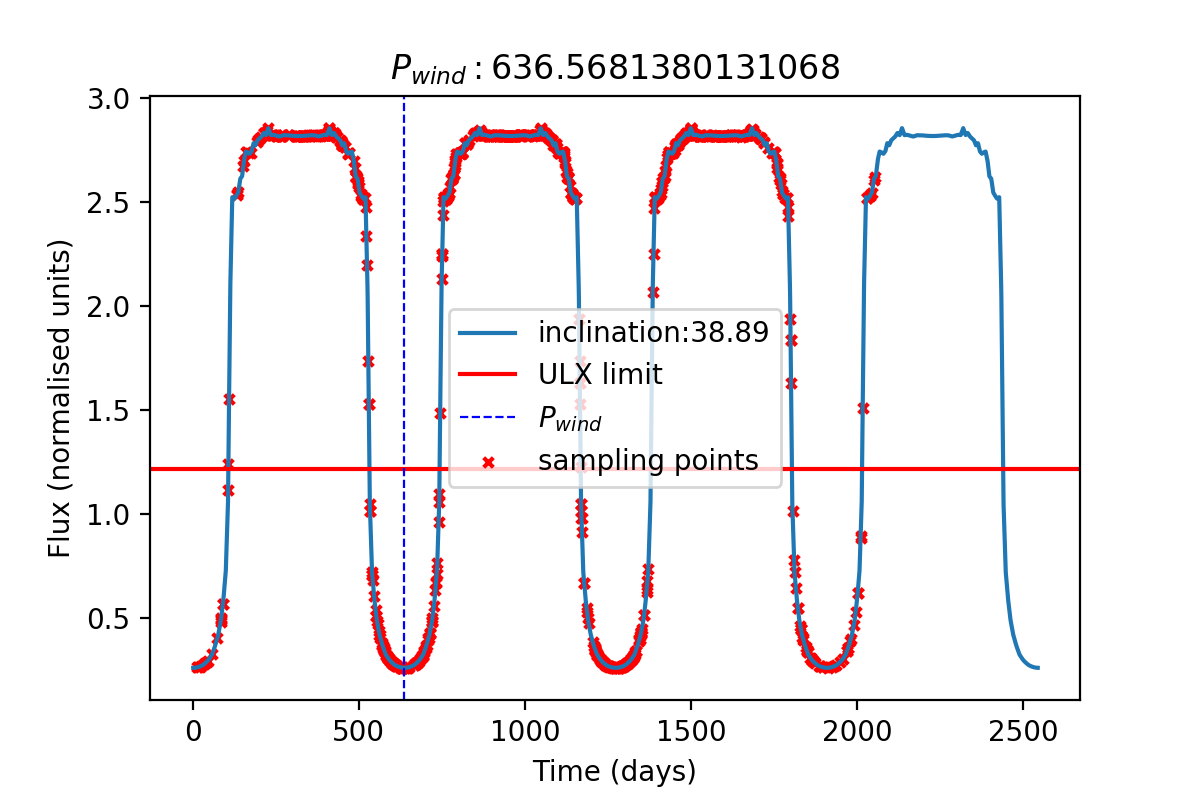 P_wind : 636.5681380131068
3.0
2.5
2.0
1.5
1.0
0.5
Flux (normalised units)
inclination:38.89
ULX limit
P_wind
sampling points
0 500 1000 1500 2000 2500
Time (days)